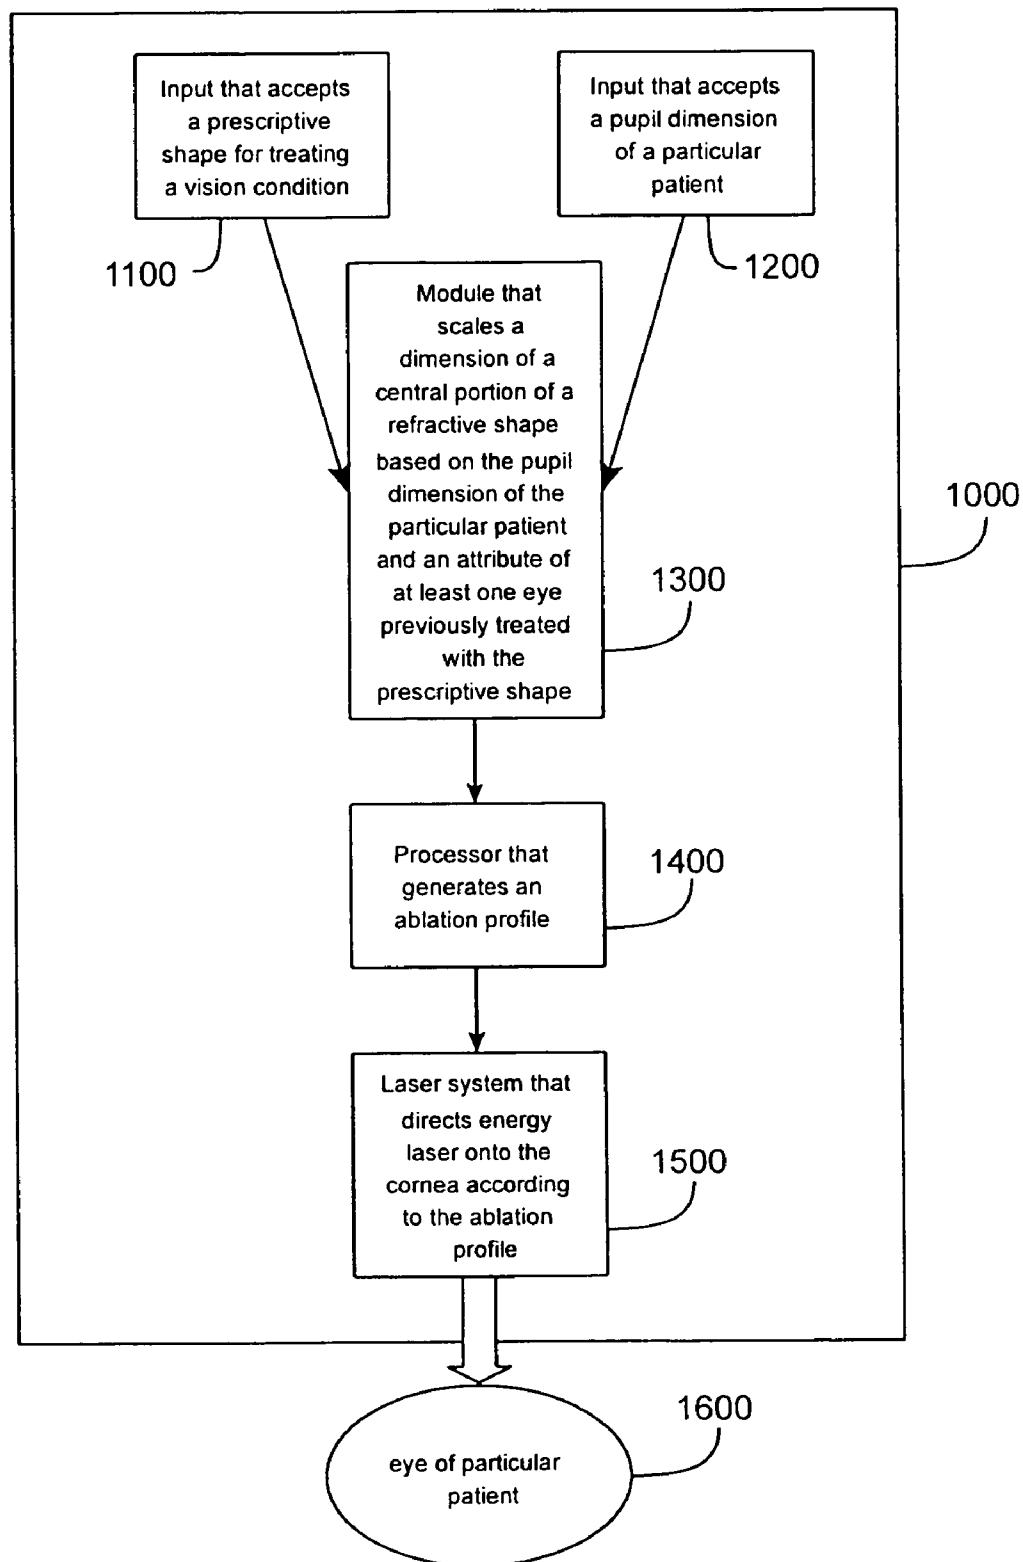 Input that accepts
a prescriptive
shape for treating
a vision condition
1100
Input that accepts
a pupil dimension
of a particular
patient
1200
Module that
scales a
dimension of a
central portion of a
refractive shape
based on the pupil
dimension of the
particular patient
and an attribute of
at least one eye
previously treated
with the
prescriptive shape
1300
1000
Processor that
generates an
ablation profile
1400
Laser system that
directs energy
laser onto the
cornea according
to the ablation
profile
1500
eye of particular
patient
1600